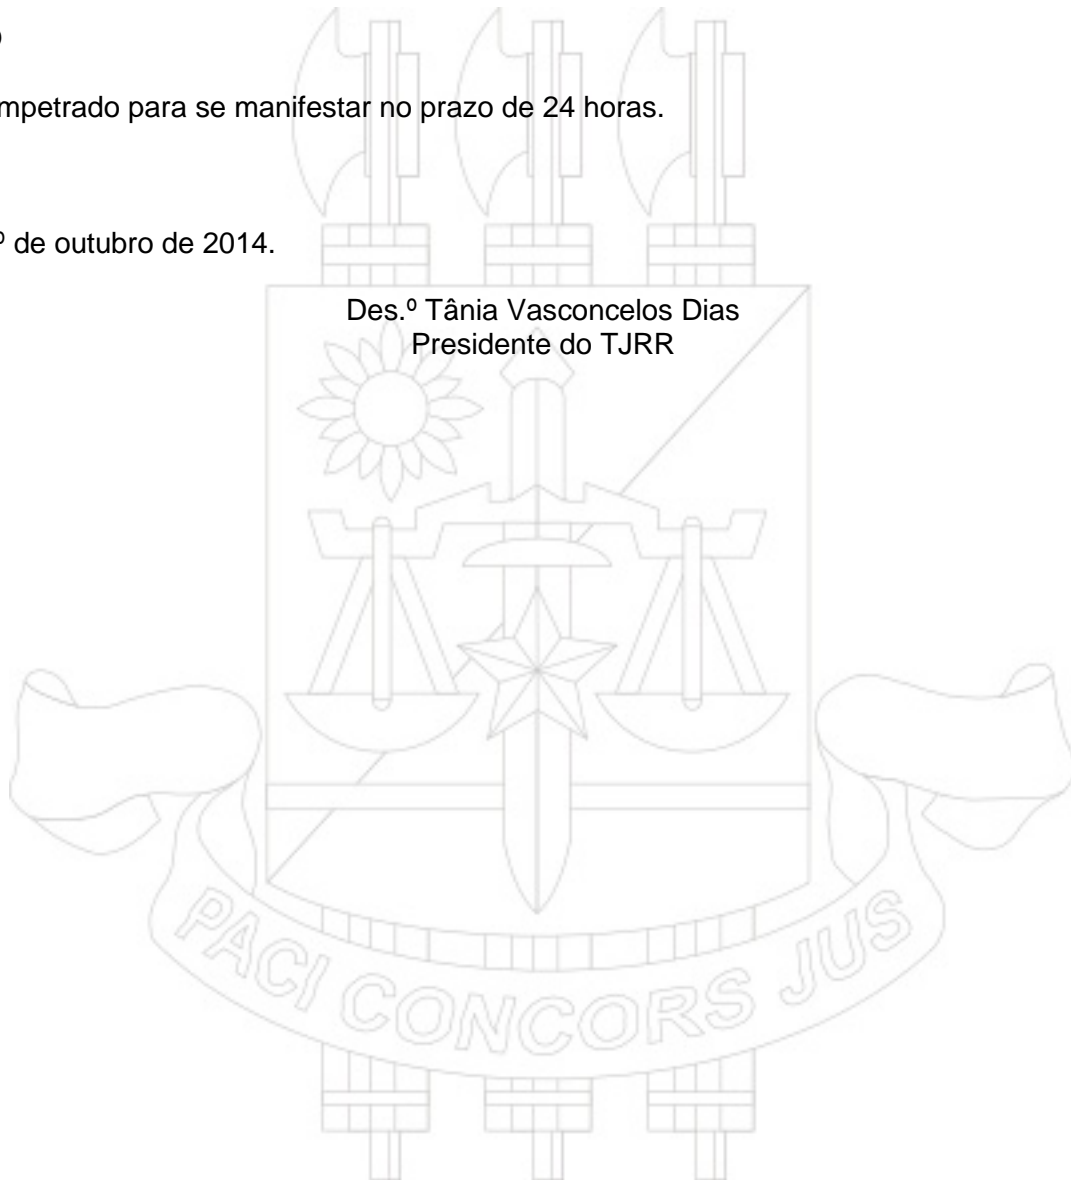 mpetrado para se manifestar no prazo de 24 horas.
º de outubro de 2014.
Des.º Tânia Vasconcelos Dias
Presidente do TJRR
PACI CONCORS JUS